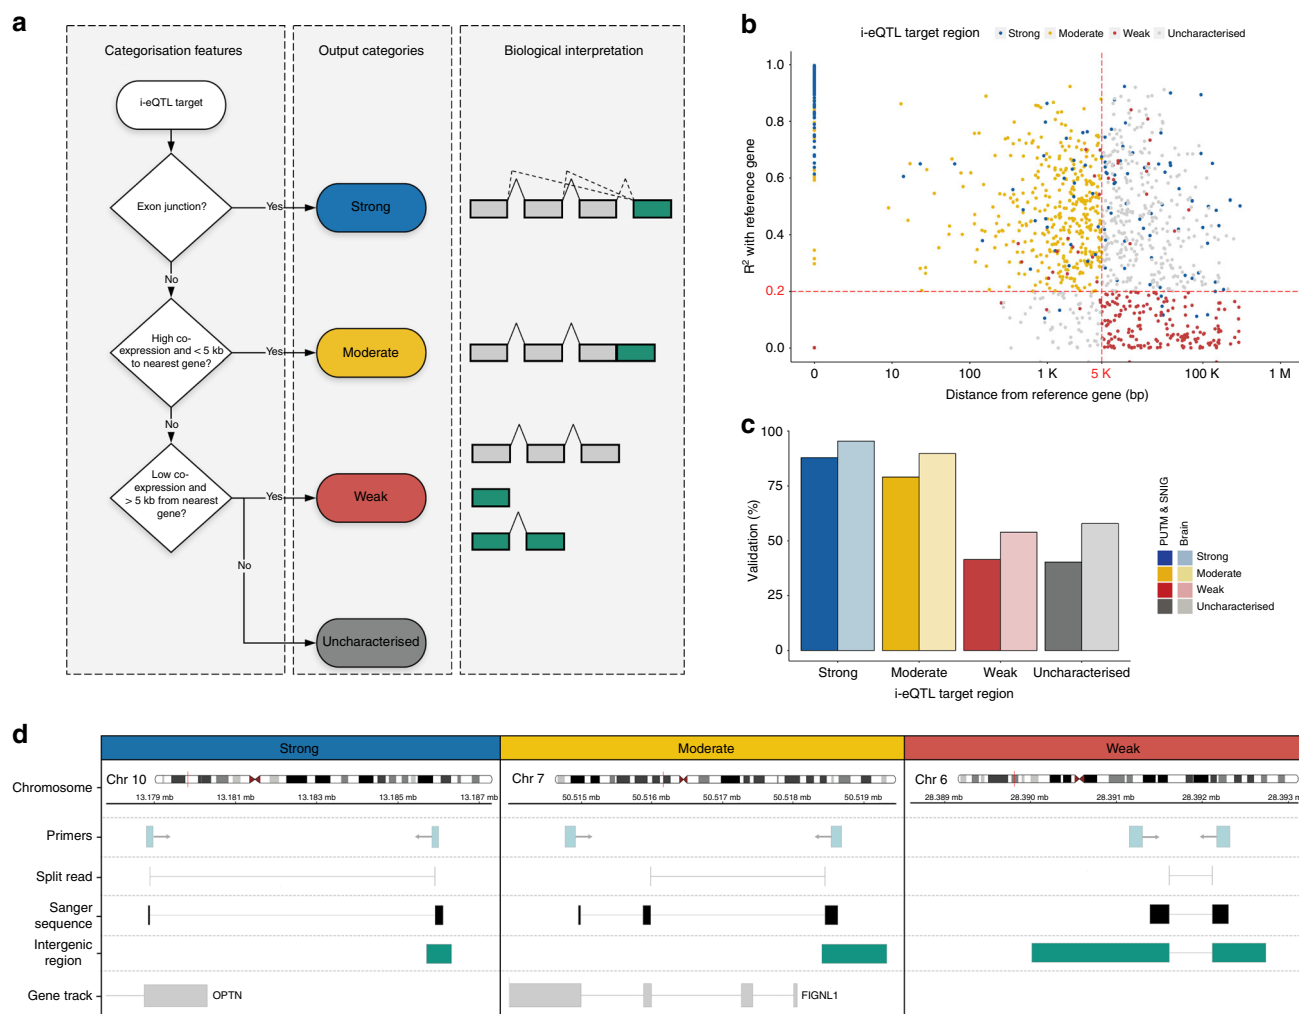 a
Categorisation features
Output categories
Biological interpretation
i-eQTL target
Exon junction?
Yes
Strong
No
High co-
expression and < 5 kb
to nearest gene?
Yes
Moderate
No
Low co-
expression and
> 5 kb from nearest
gene?
Yes
Weak
No
Uncharacterised
b
i-eQTL target region
Strong
Moderate
Weak
Uncharacterised
R2 with reference gene
1.0
0.8
0.6
0.4
0.2
0.0
0
10
100
1 K
5 K
100 K
1 M
Distance from reference gene (bp)
c
Validation (%)
100
75
50
25
0
Strong
Moderate
Weak
Uncharacterised
i-eQTL target region
PUTM & SNIG
Brain
Strong
Moderate
Weak
Uncharacterised
d
Strong
Moderate
Weak
Chromosome
Chr 10
13.179 mb
13.181 mb
13.183 mb
13.185 mb
13.187 mb
Chr 7
50.515 mb
50.516 mb
50.517 mb
50.518 mb
50.519 mb
Chr 6
28.389 mb
28.390 mb
28.391 mb
28.392 mb
28.393 mb
Primers
Split read
Sanger
sequence
Intergenic
region
Gene track
OPTN
FIGNL1